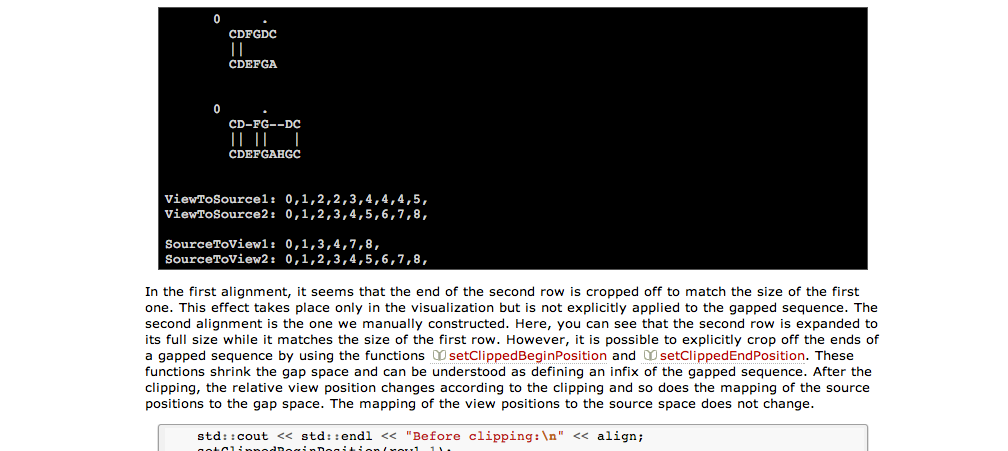 0 .
CDFGDC
||
CDEFGA
0 .
CD-FG--DC
|| || |
CDEFGAHGC
ViewToSource1: 0,1,2,2,3,4,4,4,5,
ViewToSource2: 0,1,2,3,4,5,6,7,8,
SourceToView1: 0,1,3,4,7,8,
SourceToView2: 0,1,2,3,4,5,6,7,8,
In the first alignment, it seems that the end of the second row is cropped off to match the size of the first
one. This effect takes place only in the visualization but is not explicitly applied to the gapped sequence. The
second alignment is the one we manually constructed. Here, you can see that the second row is expanded to
its full size while it matches the size of the first row. However, it is possible to explicitly crop off the ends of
a gapped sequence by using the functions setClippedBeginPosition and setClippedEndPosition. These
functions shrink the gap space and can be understood as defining an infix of the gapped sequence. After the
clipping, the relative view position changes according to the clipping and so does the mapping of the source
positions to the gap space. The mapping of the view positions to the source space does not change.
std::cout << std::endl << "Before clipping:\n" << align;
setClippedBeginPosition(row1,1);